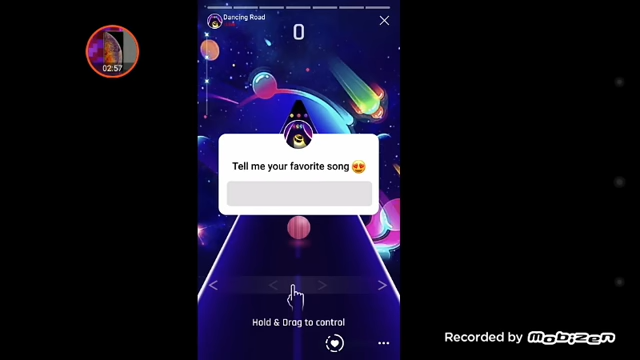 Dancing Road
0
02:57
Tell me your favorite song 😍
Hold & Drag to control
Recorded by Mobizen